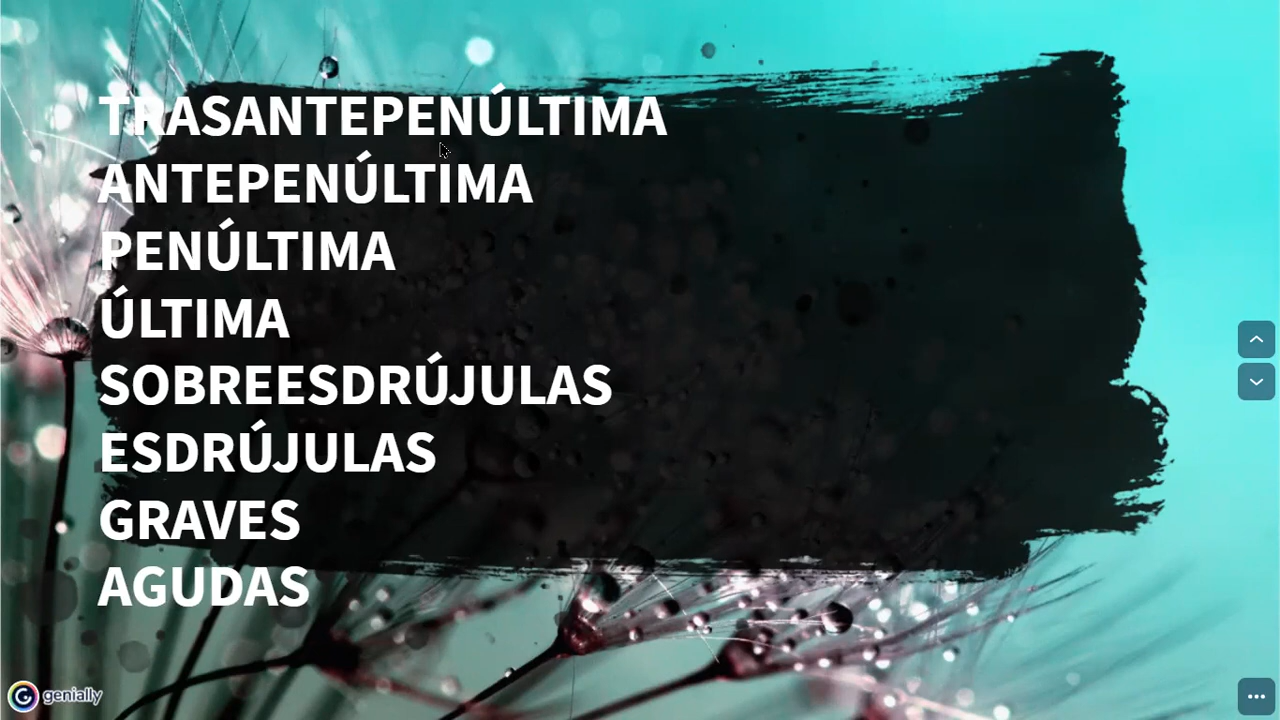 TRASANTEPENÚLTIMA
ANTEPENÚLTIMA
PENÚLTIMA
ÚLTIMA
SOBREESDRÚJULAS
ESDRÚJULAS
GRAVES
AGUDAS
genially